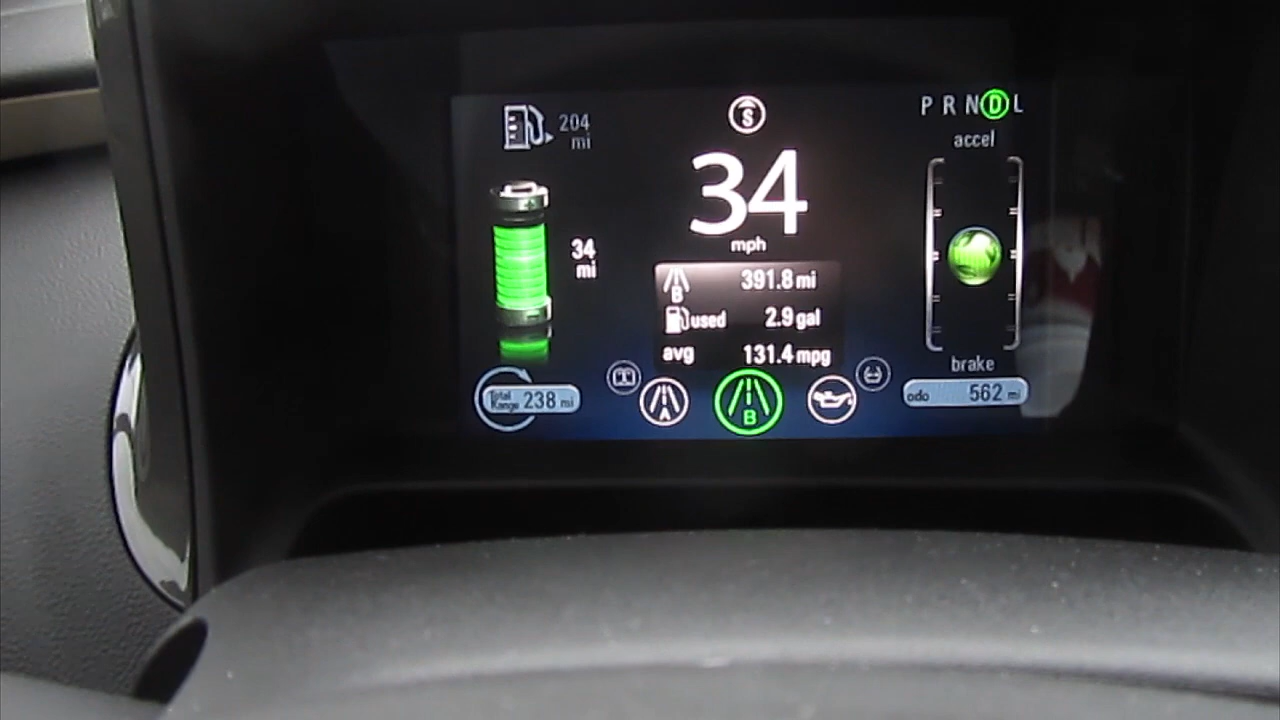 204
mi
S
P R N D L
accel
34
mph
34
mi
B 391.8 mi
used 2.9 gal
avg 131.4 mpg
brake
Total
Range 238 mi
A
B
odo 562 mi